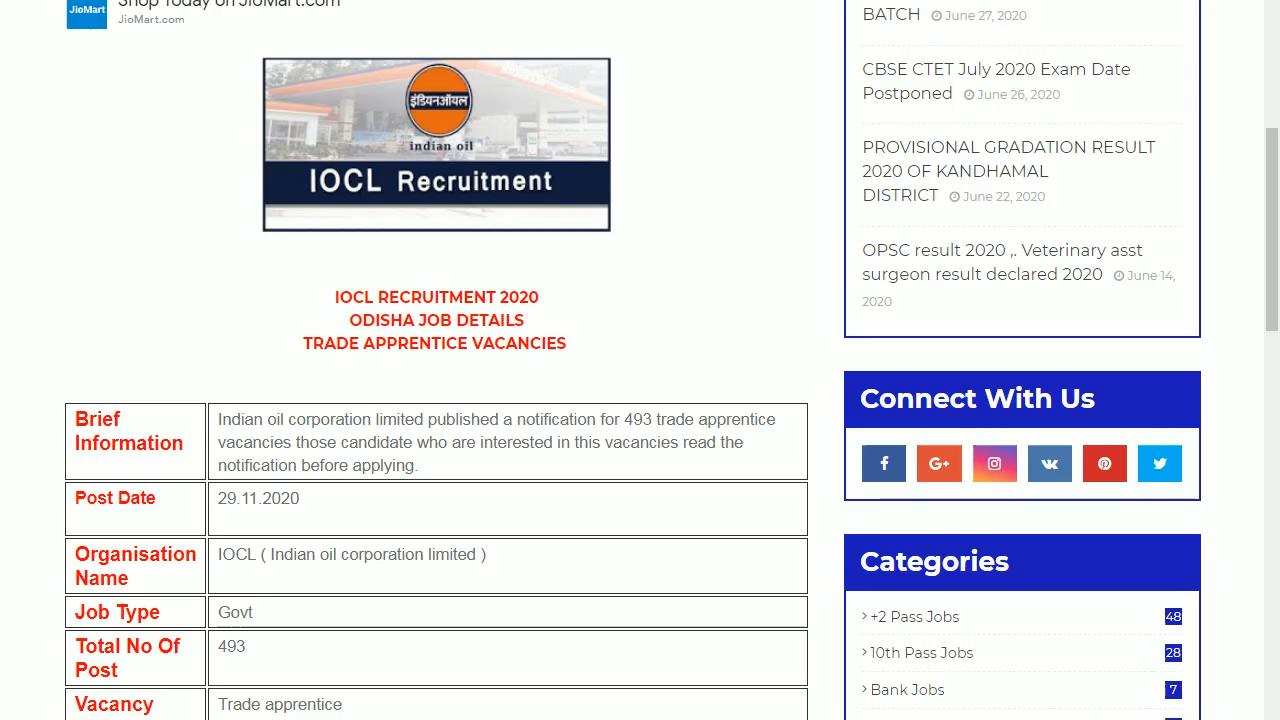 JioMart
Shop Today on JioMart.com
JioMart.com
इंडियनऑयल
indian oil
IOCL Recruitment
IOCL RECRUITMENT 2020
ODISHA JOB DETAILS
TRADE APPRENTICE VACANCIES
Brief Information
Indian oil corporation limited published a notification for 493 trade apprentice
vacancies those candidate who are interested in this vacancies read the
notification before applying.
Post Date
29.11.2020
Organisation Name
IOCL ( Indian oil corporation limited )
Job Type
Govt
Total No Of Post
493
Vacancy
Trade apprentice
BATCH June 27, 2020
CBSE CTET July 2020 Exam Date
Postponed June 26, 2020
PROVISIONAL GRADATION RESULT
2020 OF KANDHAMAL
DISTRICT June 22, 2020
OPSC result 2020 ,. Veterinary asst
surgeon result declared 2020 June 14,
2020
Connect With Us
Categories
+2 Pass Jobs 48
10th Pass Jobs 28
Bank Jobs 7